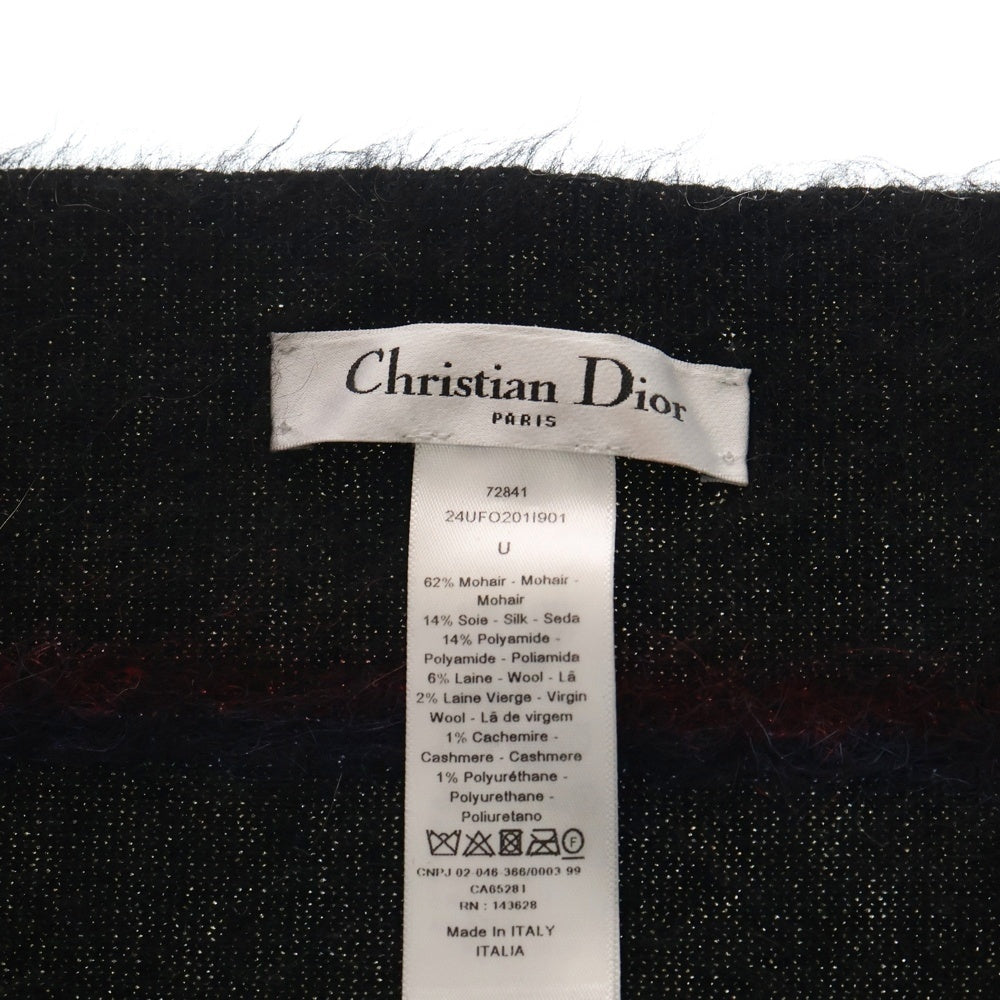 Christian Dior
PARIS
72841
24UFO201I901
U
62% Mohair - Mohair -
Mohair
14% Soie - Silk - Seda
14% Polyamide -
Polyamide - Poliamida
6% Laine - Wool - Lã
2% Laine Vierge - Virgin
Wool - Lã de virgem
1% Cachemire -
Cashmere - Cashmere
1% Polyuréthane -
Polyurethane -
Poliuretano
F
CNPJ 02-046-366/0003 99
CA65281
RN : 143628
Made In ITALY
ITALIA